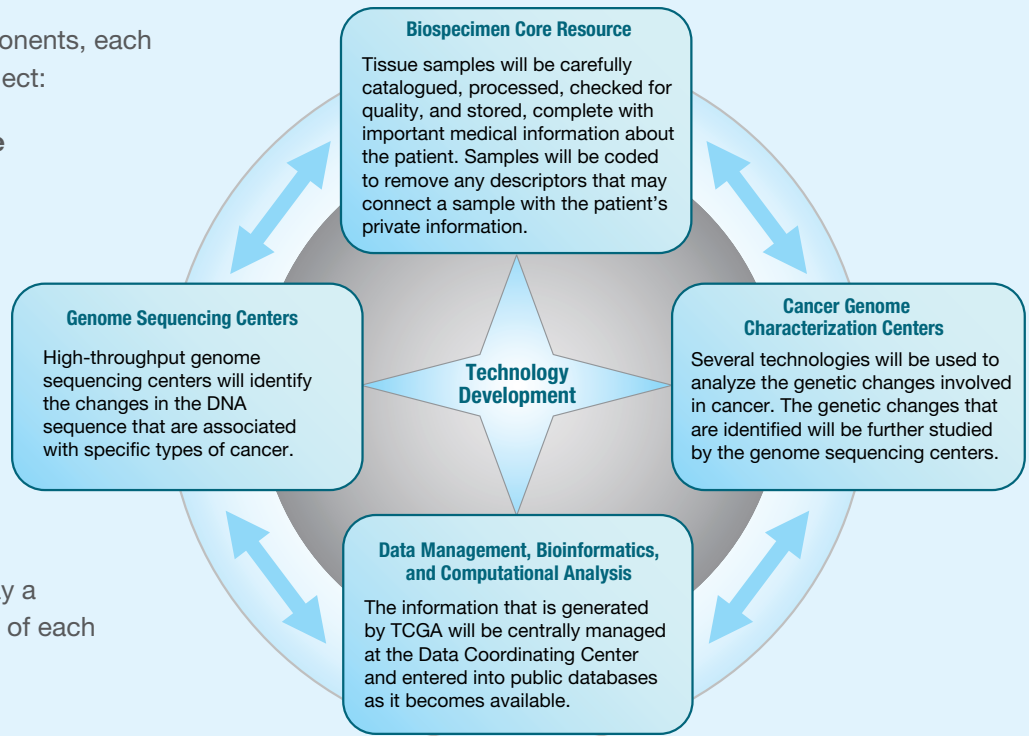 ponents, each
ect:
e
Biospecimen Core Resource
Tissue samples will be carefully
catalogued, processed, checked for
quality, and stored, complete with
important medical information about
the patient. Samples will be coded
to remove any descriptors that may
connect a sample with the patient's
private information.
Genome Sequencing Centers
High-throughput genome
sequencing centers will identify
the changes in the DNA
sequence that are associated
with specific types of cancer.
Technology
Development
Cancer Genome
Characterization Centers
Several technologies will be used to
analyze the genetic changes involved
in cancer. The genetic changes that
are identified will be further studied
by the genome sequencing centers.
Data Management, Bioinformatics,
and Computational Analysis
The information that is generated
by TCGA will be centrally managed
at the Data Coordinating Center
and entered into public databases
as it becomes available.
y a
of each